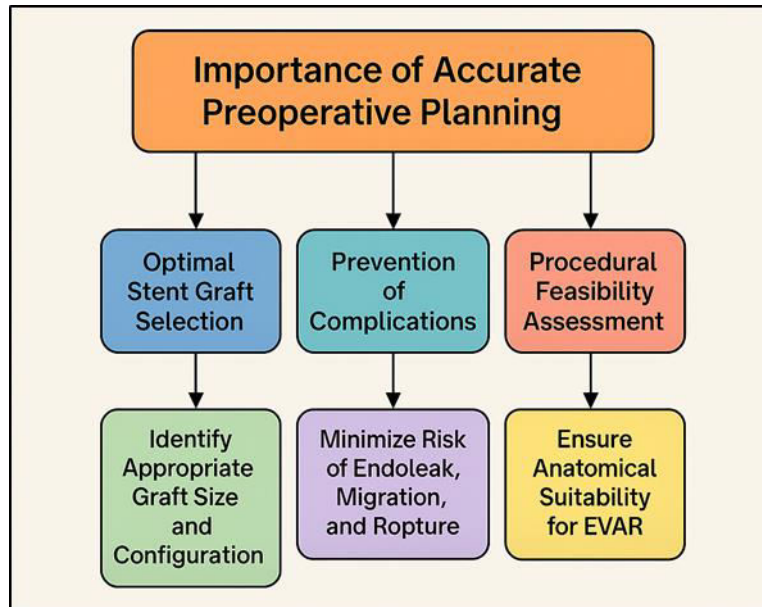 Importance of Accurate
Preoperative Planning
Optimal
Stent Graft
Selection
Prevention
of
Complications
Procedural
Feasibility
Assessment
Identify
Appropriate
Graft Size
and
Configuration
Minimize Risk
of Endoleak,
Migration,
and Ropture
Ensure
Anatomical
Suitability
for EVAR